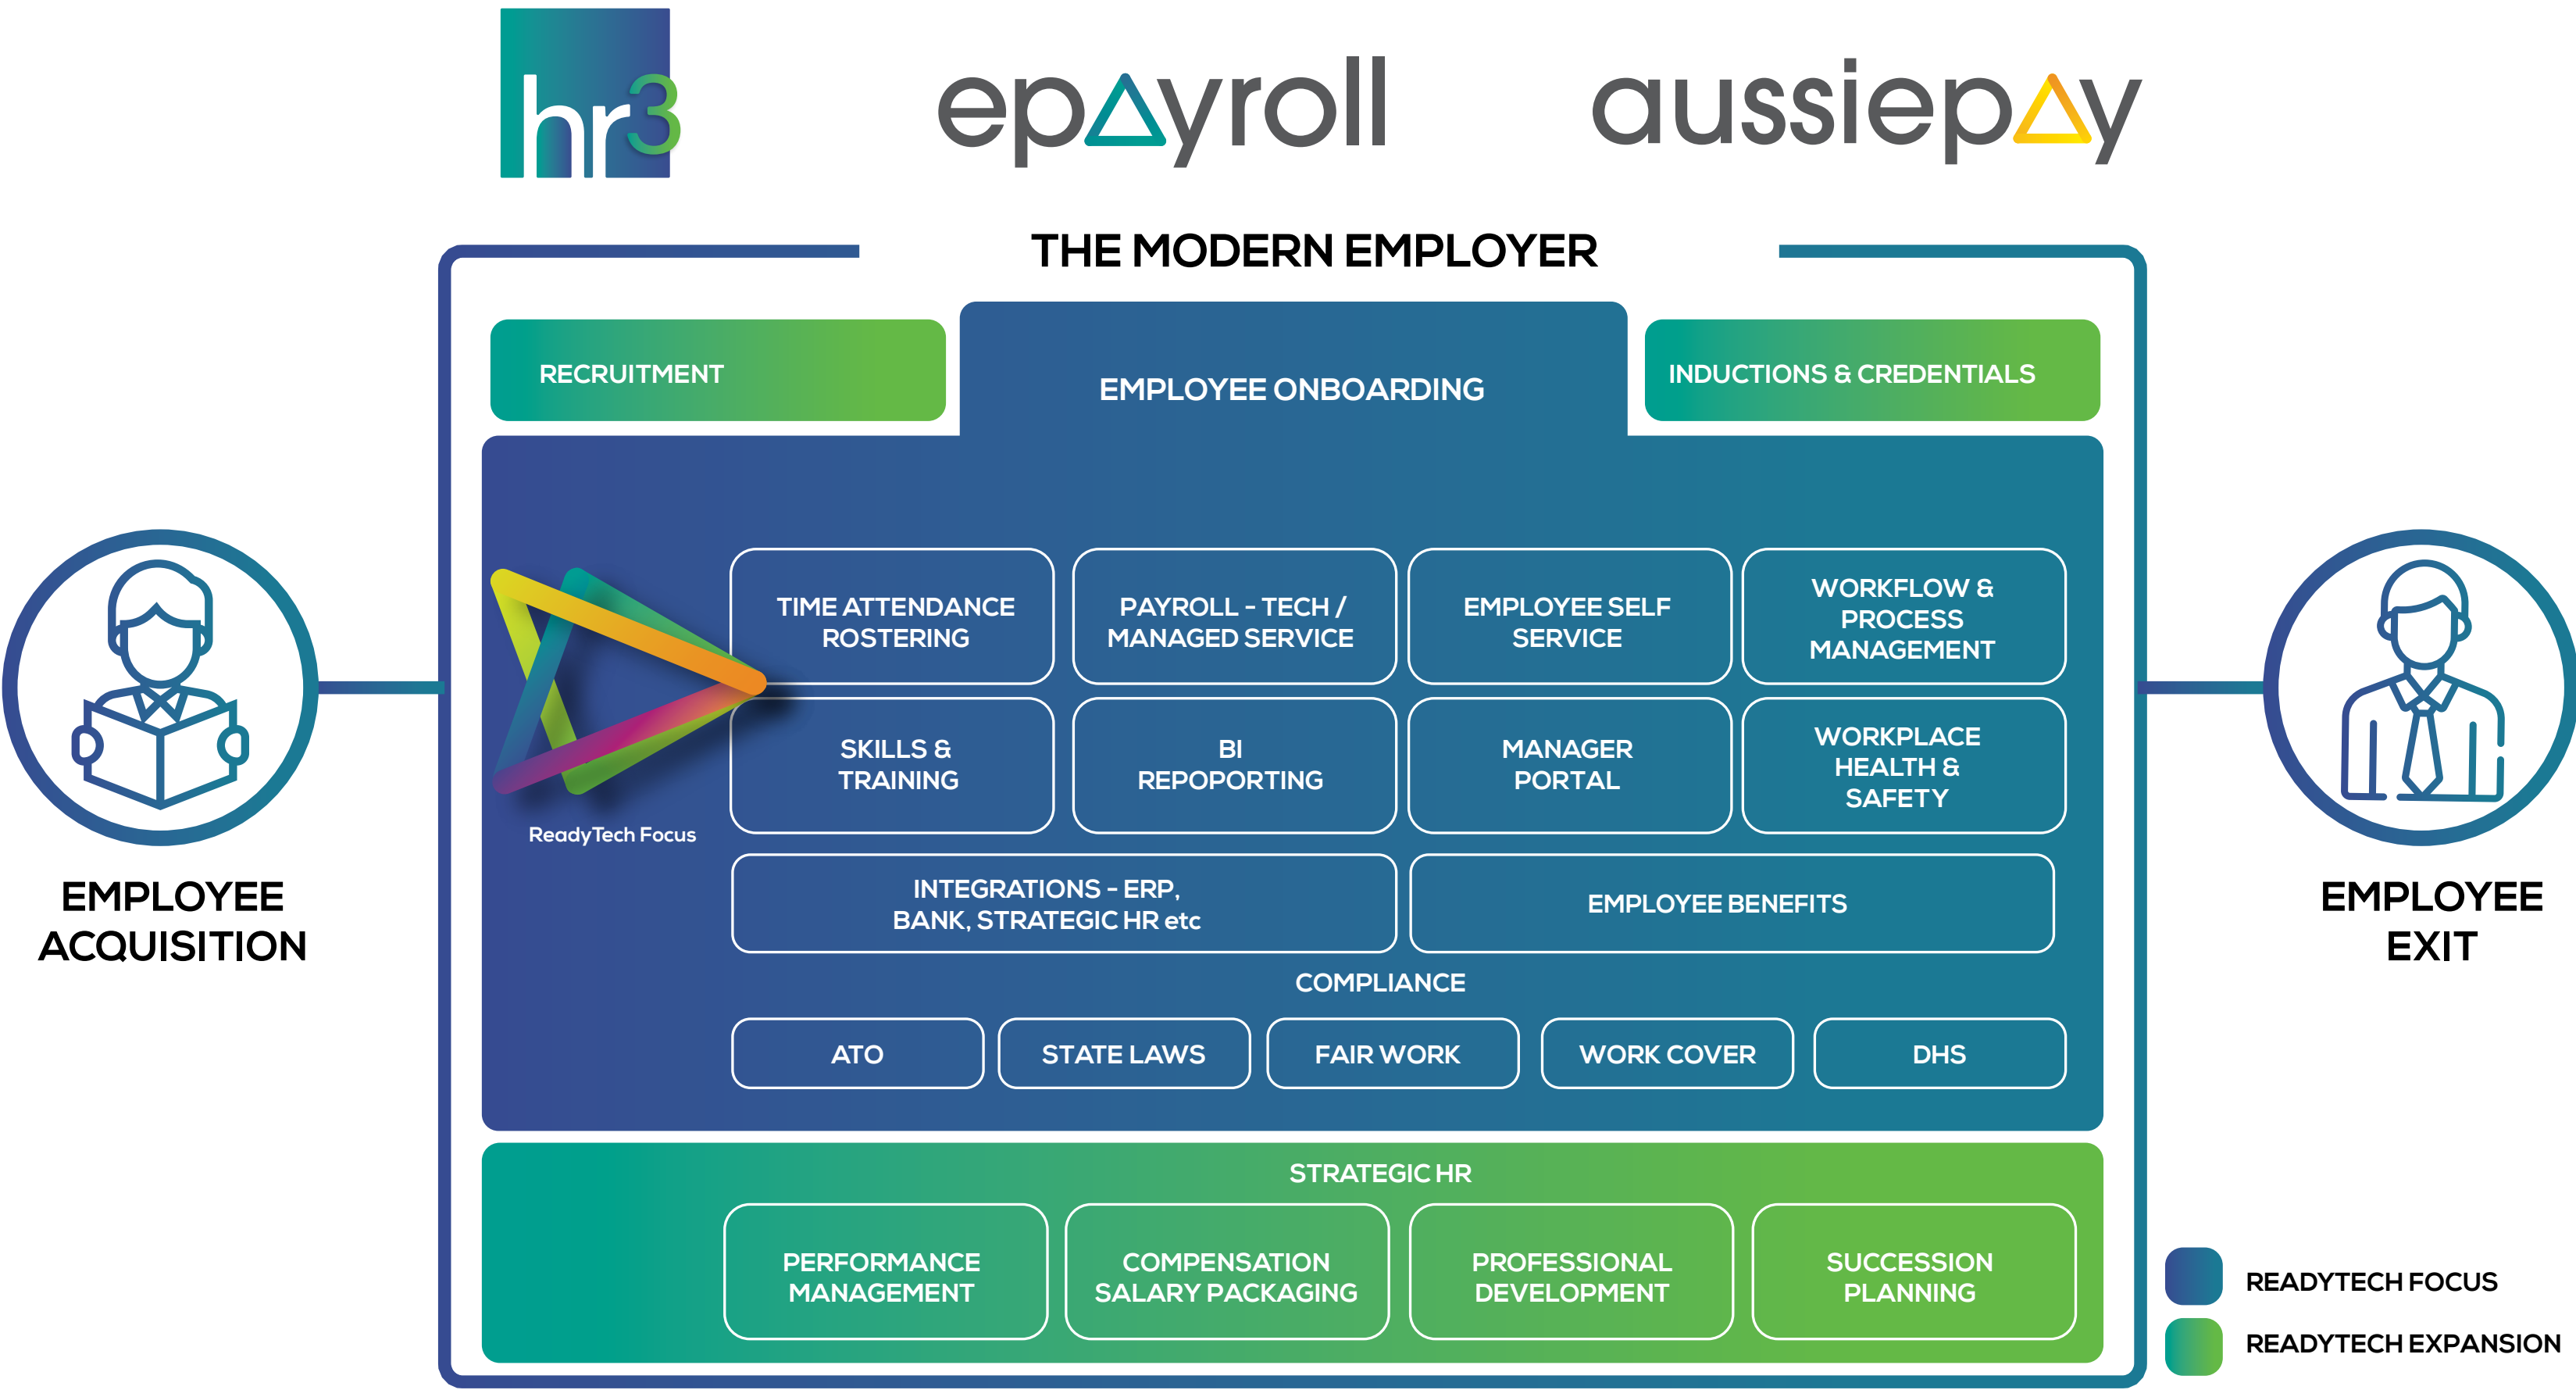 hr3
epayroll
aussiepay
THE MODERN EMPLOYER
RECRUITMENT
EMPLOYEE ONBOARDING
INDUCTIONS & CREDENTIALS
TIME ATTENDANCE
ROSTERING
PAYROLL - TECH /
MANAGED SERVICE
EMPLOYEE SELF
SERVICE
WORKFLOW &
PROCESS
MANAGEMENT
SKILLS &
TRAINING
BI
REPOPORTING
MANAGER
PORTAL
WORKPLACE
HEALTH &
SAFETY
ReadyTech Focus
INTEGRATIONS - ERP,
BANK, STRATEGIC HR etc
EMPLOYEE BENEFITS
COMPLIANCE
ATO
STATE LAWS
FAIR WORK
WORK COVER
DHS
STRATEGIC HR
PERFORMANCE
MANAGEMENT
COMPENSATION
SALARY PACKAGING
PROFESSIONAL
DEVELOPMENT
SUCCESSION
PLANNING
EMPLOYEE
ACQUISITION
EMPLOYEE
EXIT
READYTECH FOCUS
READYTECH EXPANSION